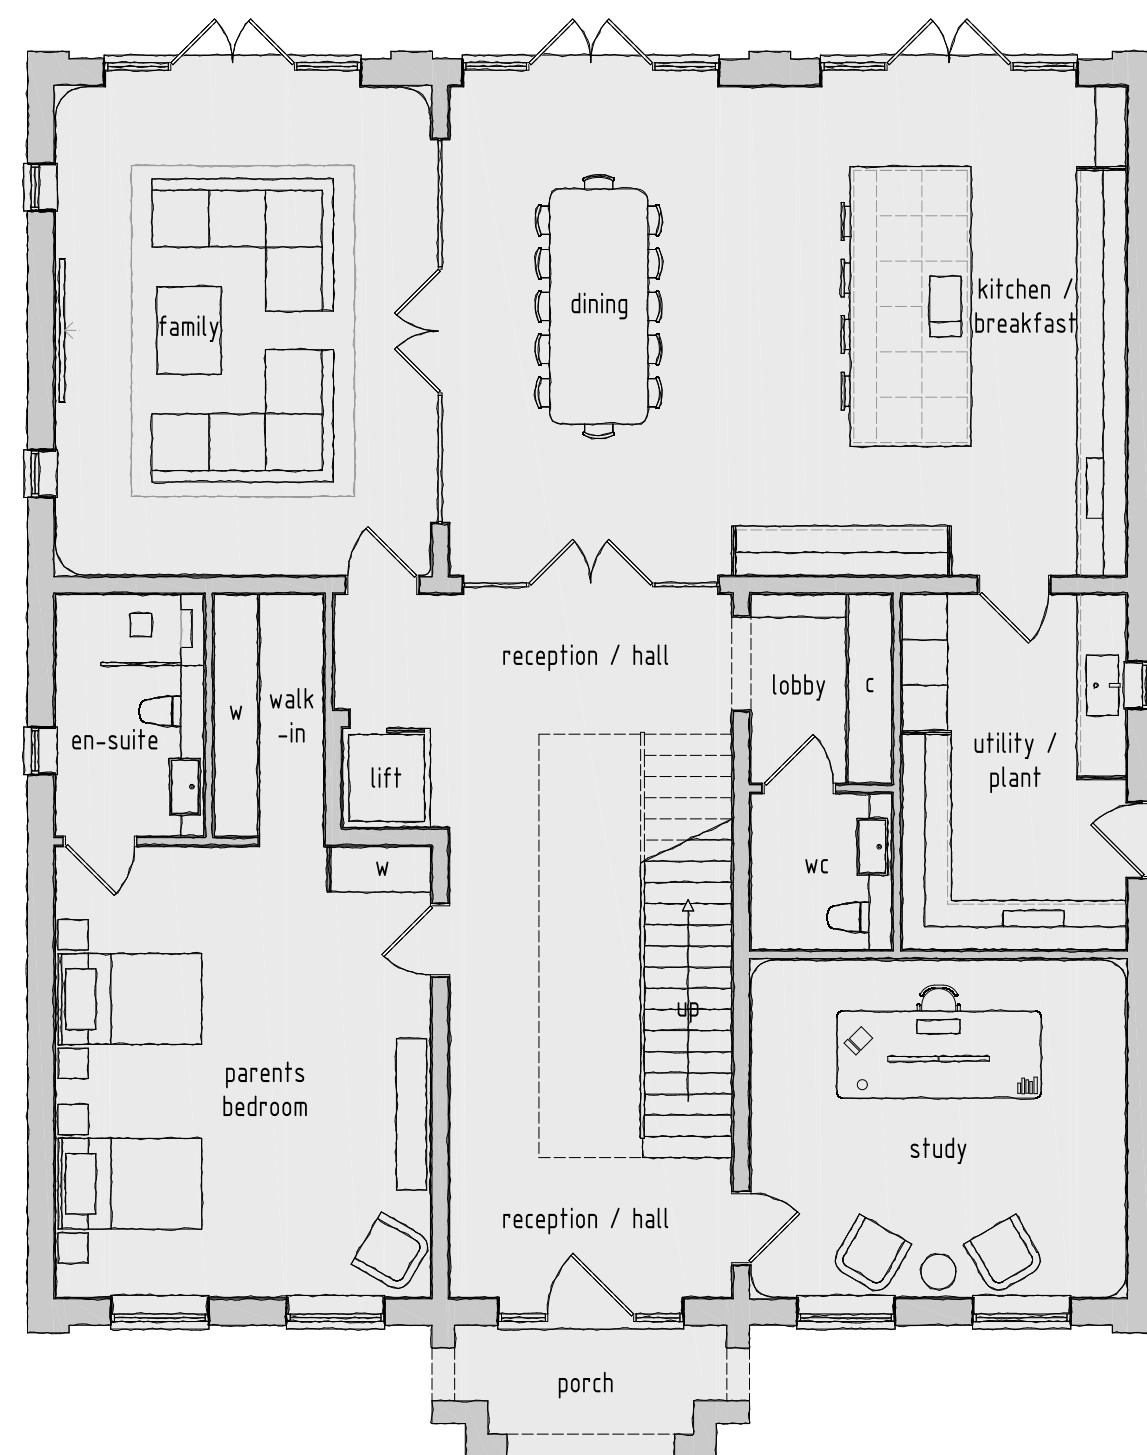 kitchen /
breakfast
dining
family
reception / hall
lobby
c
w
walk
-in
en-suite
utility /
plant
lift
wc
w
up
parents
bedroom
study
reception / hall
porch